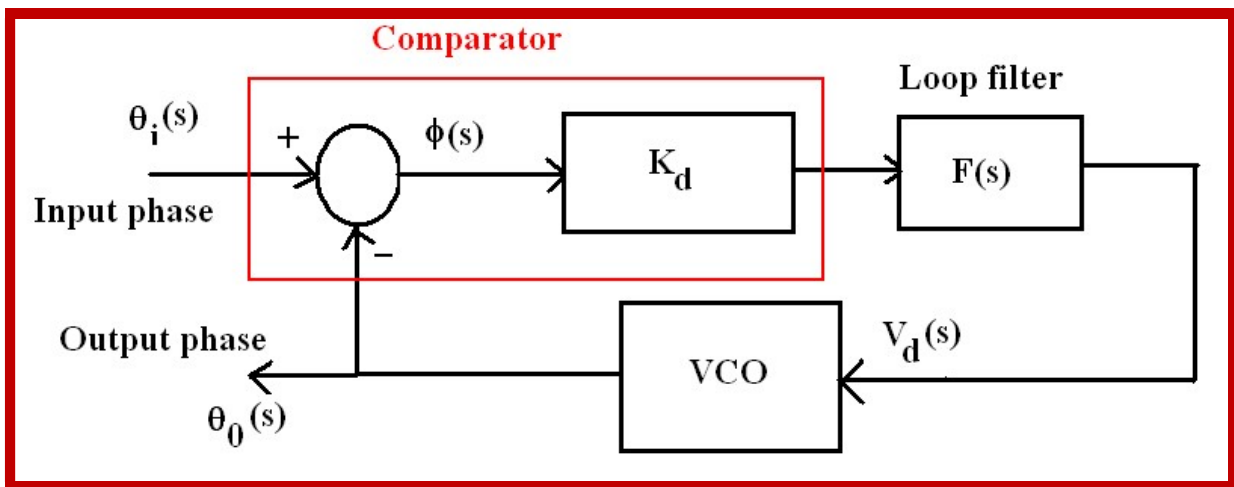 Comparator
Loop filter
θi(s)
+
ϕ(s)
Kd
F(s)
Input phase
−
Output phase
VCO
Vd(s)
θ0(s)